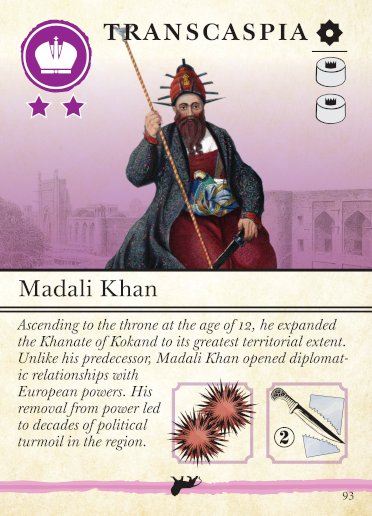 TRANSCASPIA
Madali Khan
Ascending to the throne at the age of 12, he expanded
the Khanate of Kokand to its greatest territorial extent.
Unlike his predecessor, Madali Khan opened diplomat-
ic relationships with
European powers. His
removal from power led
to decades of political
turmoil in the region.
2
93